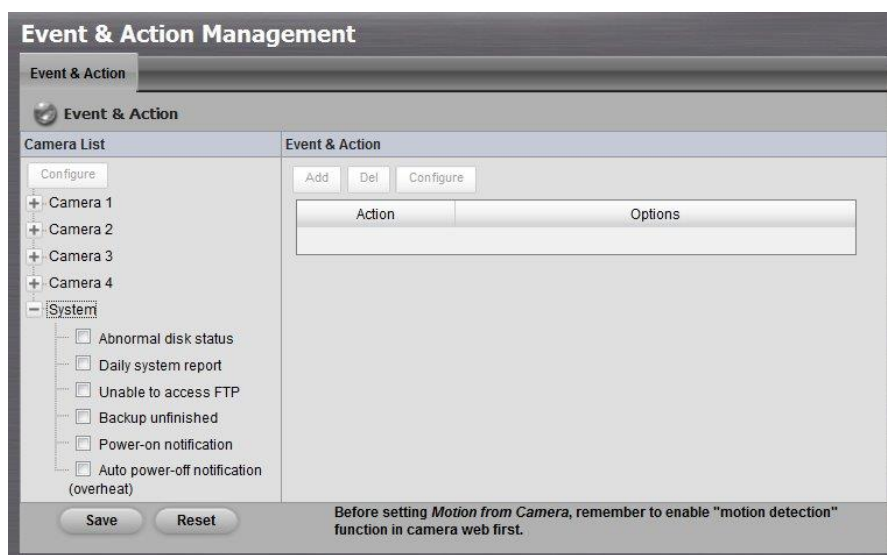 Event & Action Management
Event & Action
Event & Action
Camera List
Event & Action
Configure
Add Del Configure
Camera 1
Camera 2
Camera 3
Camera 4
Action Options
System
Abnormal disk status
Daily system report
Unable to access FTP
Backup unfinished
Power-on notification
Auto power-off notification
(overheat)
Save Reset
Before setting Motion from Camera, remember to enable "motion detection"
function in camera web first.